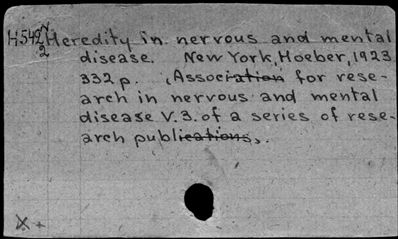 H.542N Heredity in nervous and mental
2 disease. New York, Hoeber, 1923
332 p. (Association for rese-
arch in nervous and mental
disease V. 3. of a series of rese-
arch publications).
X +